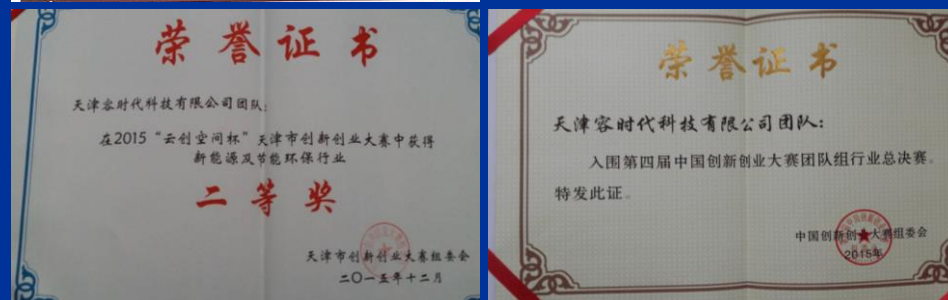 荣誉证书
天津容时代科技有限公司团队：
在2015“云创空间杯”天津市创新创业大赛中获得
新能源及节能环保行业
二等奖
天津市创新创业大赛组委会
二〇一五年十二月
荣誉证书
天津容时代科技有限公司团队：
入围第四届中国创新创业大赛团队组行业总决赛。
特发此证。
中国创新创业大赛组委会
2015年